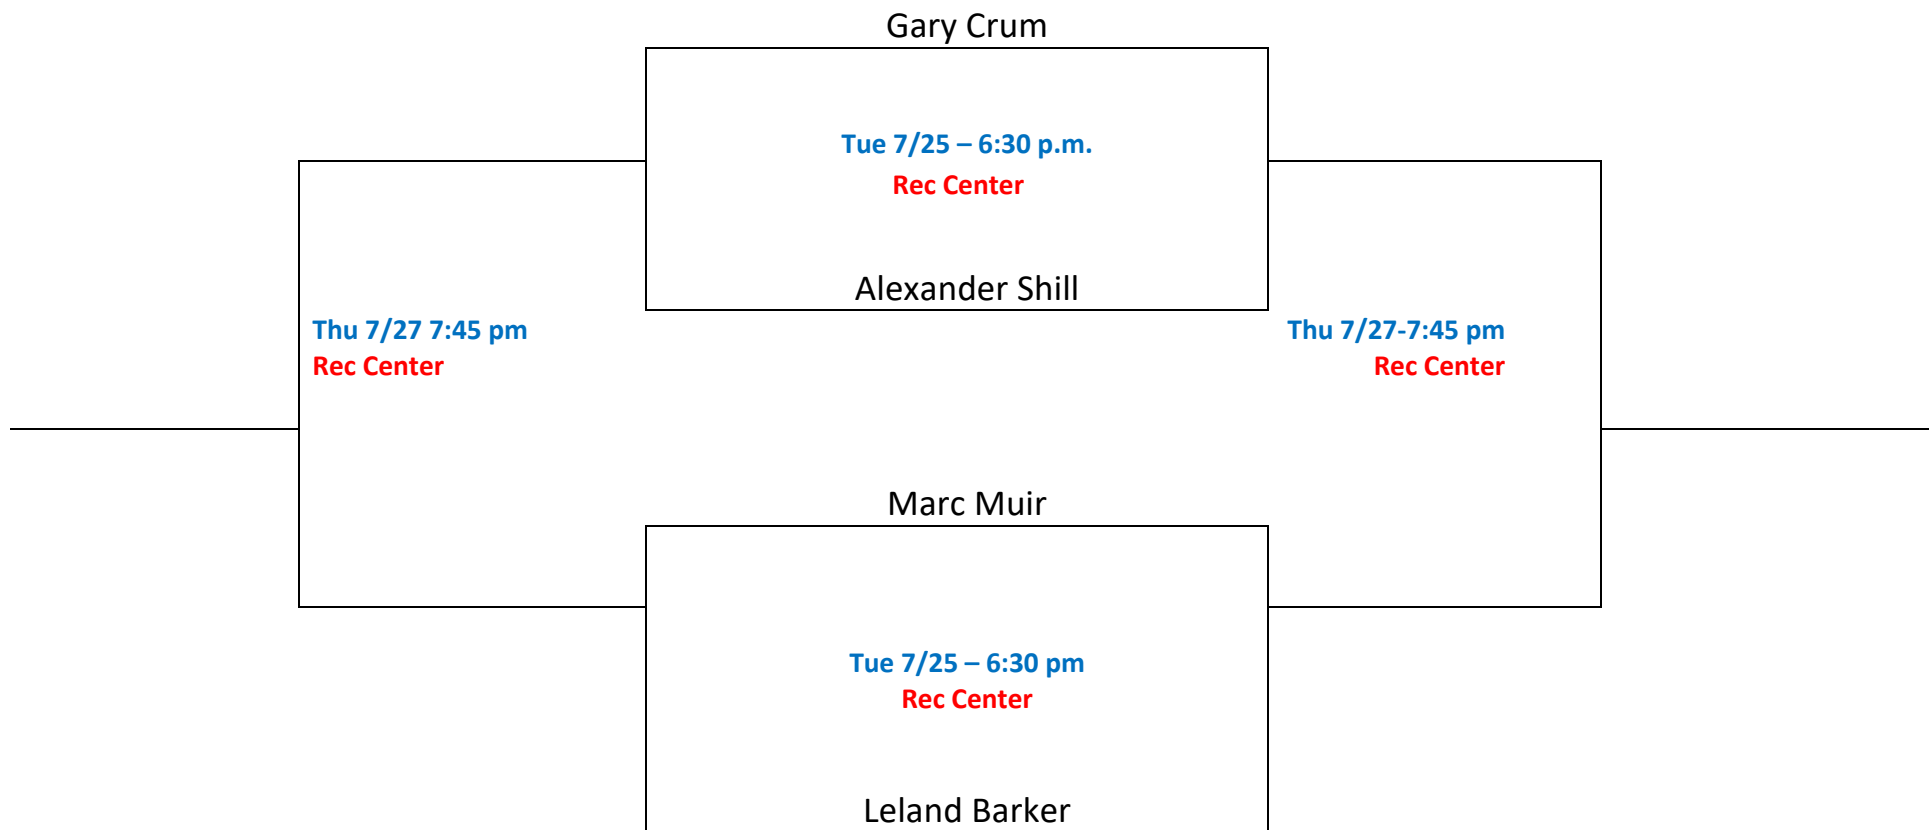 Gary Crum
Tue 7/25 – 6:30 p.m.
Rec Center
Alexander Shill
Thu 7/27 7:45 pm
Rec Center
Thu 7/27-7:45 pm
Rec Center
Marc Muir
Tue 7/25 – 6:30 pm
Rec Center
Leland Barker